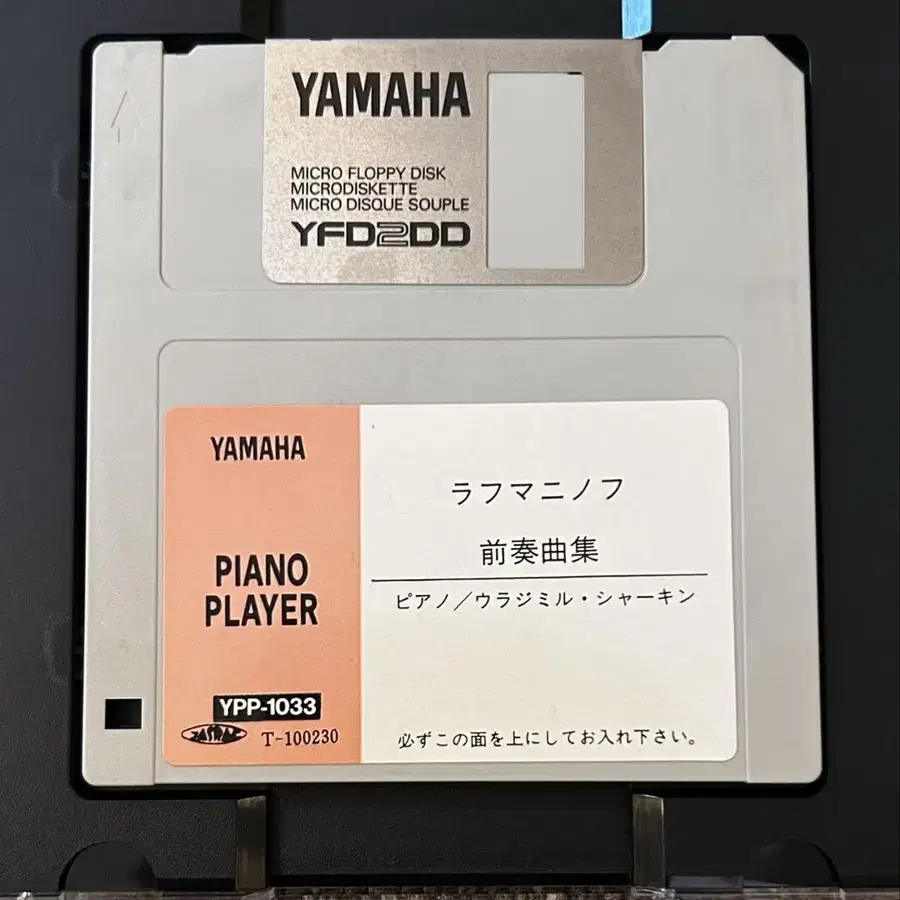 YAMAHA
MICRO FLOPPY DISK
MICRODISKETTE
MICRO DISQUE SOUPLE
YFD2DD
YAMAHA
PIANO
PLAYER
YPP-1033
JASRAC T-100230
ラフマニノフ
前奏曲集
ピアノ/ウラジミル・シャーキン
必ずこの面を上にしてお入れ下さい。